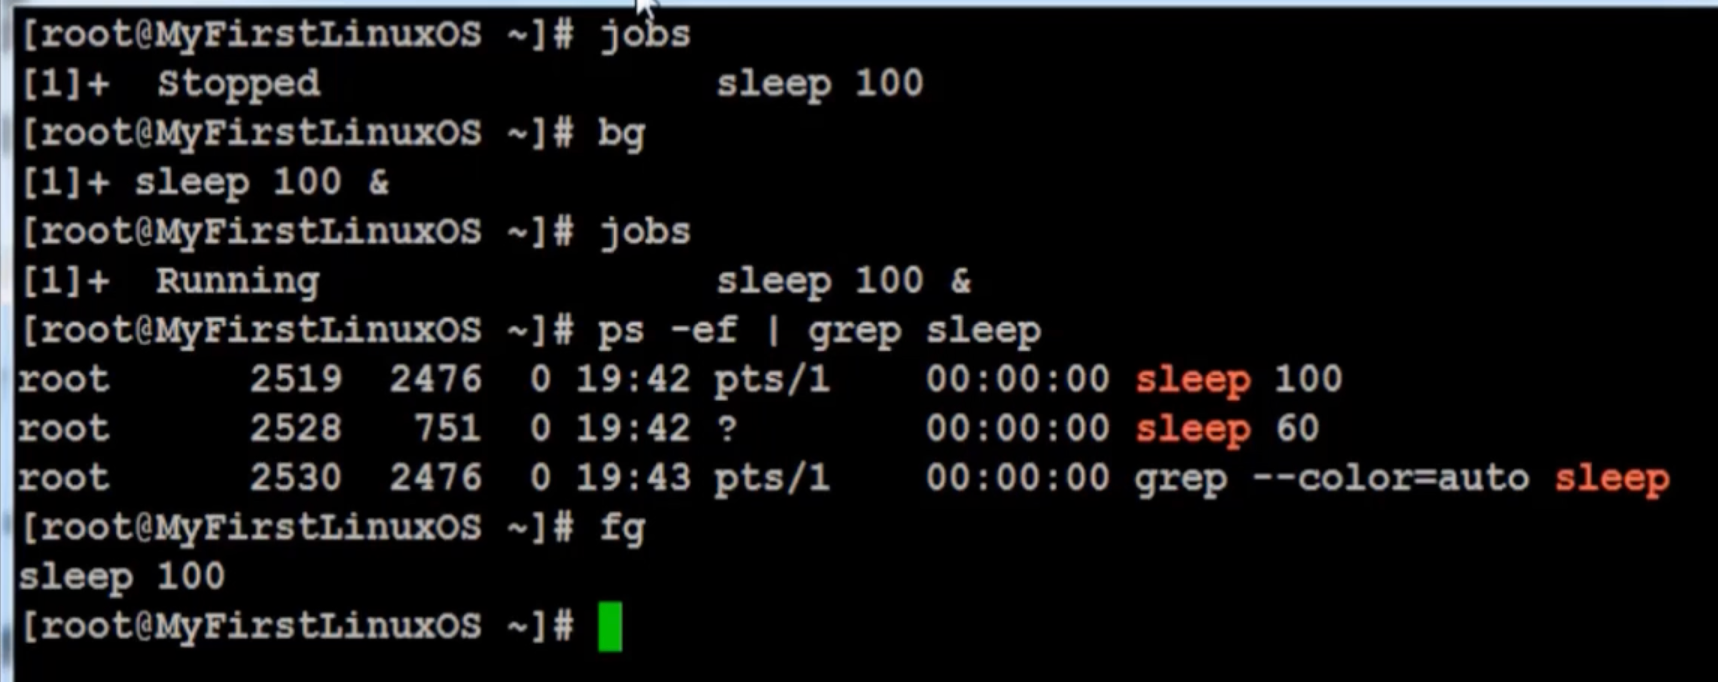 [root@MyFirstLinuxOS ~]# jobs
[1]+  Stopped                 sleep 100
[root@MyFirstLinuxOS ~]# bg
[1]+ sleep 100 &
[root@MyFirstLinuxOS ~]# jobs
[1]+  Running                 sleep 100 &
[root@MyFirstLinuxOS ~]# ps -ef | grep sleep
root      2519  2476  0 19:42 pts/1    00:00:00 sleep 100
root      2528   751  0 19:42 ?        00:00:00 sleep 60
root      2530  2476  0 19:43 pts/1    00:00:00 grep --color=auto sleep
[root@MyFirstLinuxOS ~]# fg
sleep 100
[root@MyFirstLinuxOS ~]#